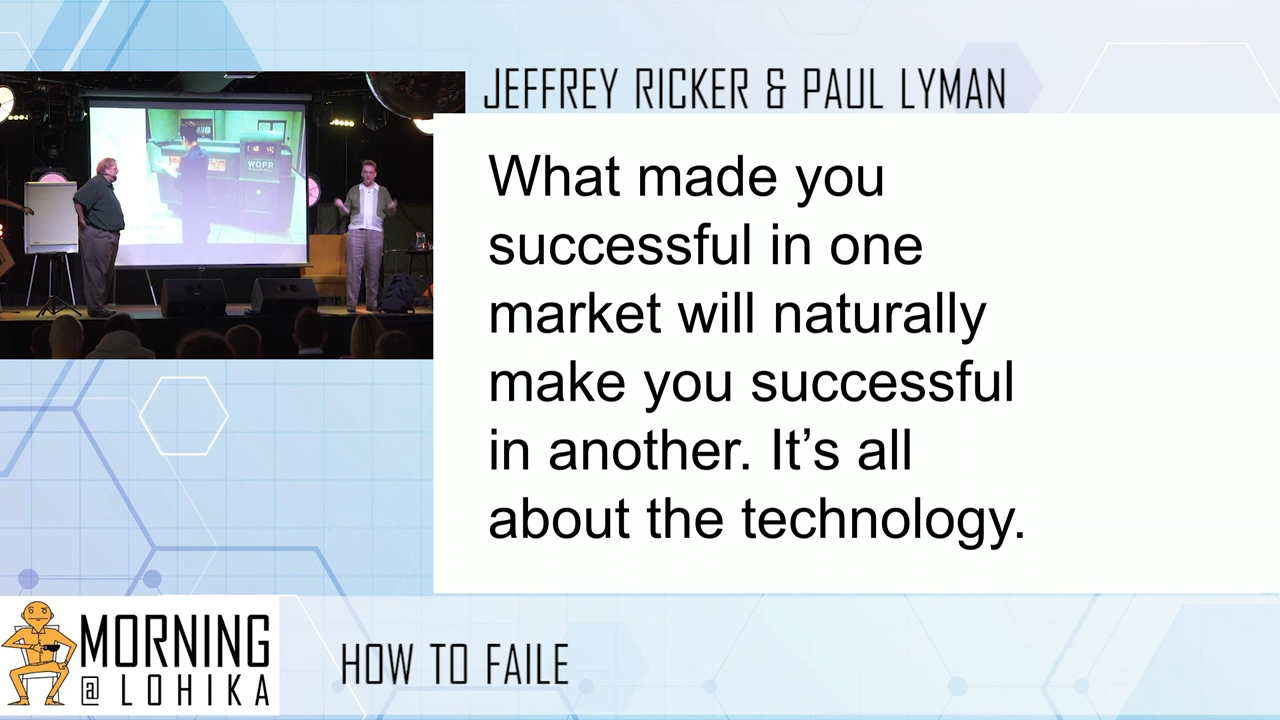 JEFFREY RICKER & PAUL LYMAN
WOPR
What made you
successful in one
market will naturally
make you successful
in another. It’s all
about the technology.
MORNING
@ LOHIKA
HOW TO FAILE